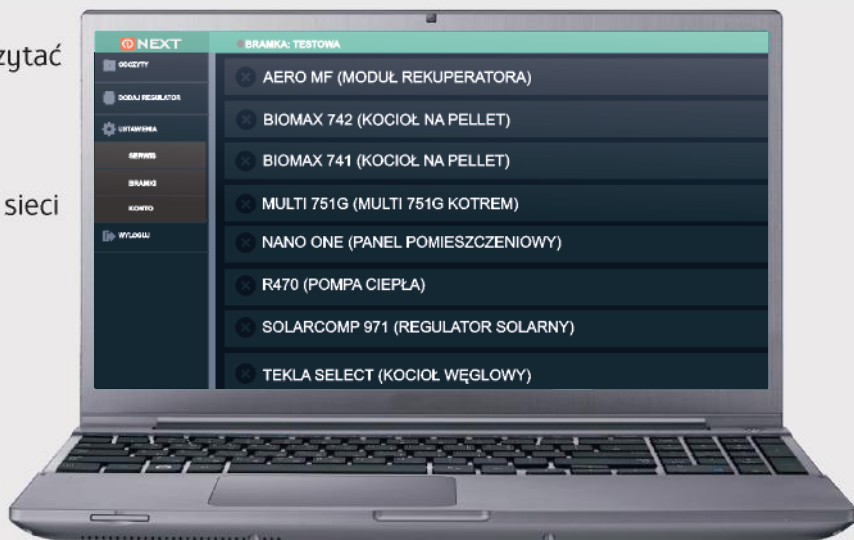 zytać
sieci
NEXT
BRAMKA: TESTOWA
ODCZYTY
DODAJ REGULATOR
USTAWIENIA
SERWIS
BRAMKI
KONTO
WYLOGUJ
AERO MF (MODUŁ REKUPERATORA)
BIOMAX 742 (KOCIOŁ NA PELLET)
BIOMAX 741 (KOCIOŁ NA PELLET)
MULTI 751G (MULTI 751G KOTREM)
NANO ONE (PANEL POMIESZCZENIOWY)
R470 (POMPA CIEPŁA)
SOLARCOMP 971 (REGULATOR SOLARNY)
TEKLA SELECT (KOCIOŁ WĘGLOWY)